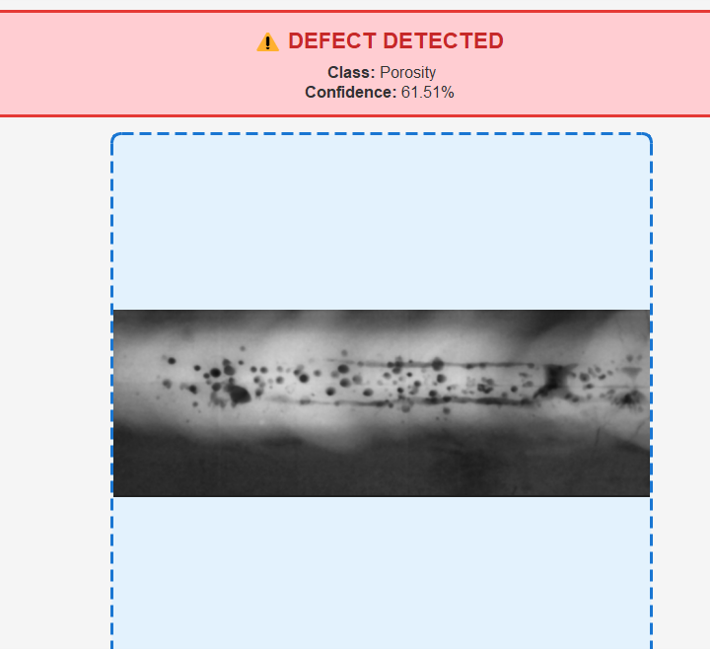 ⚠ DEFECT DETECTED
Class: Porosity
Confidence: 61.51%